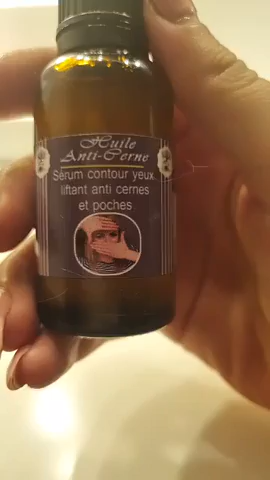 Huile
Anti-Cerne
Sérum contour yeux
liftant anti cernes
et poches